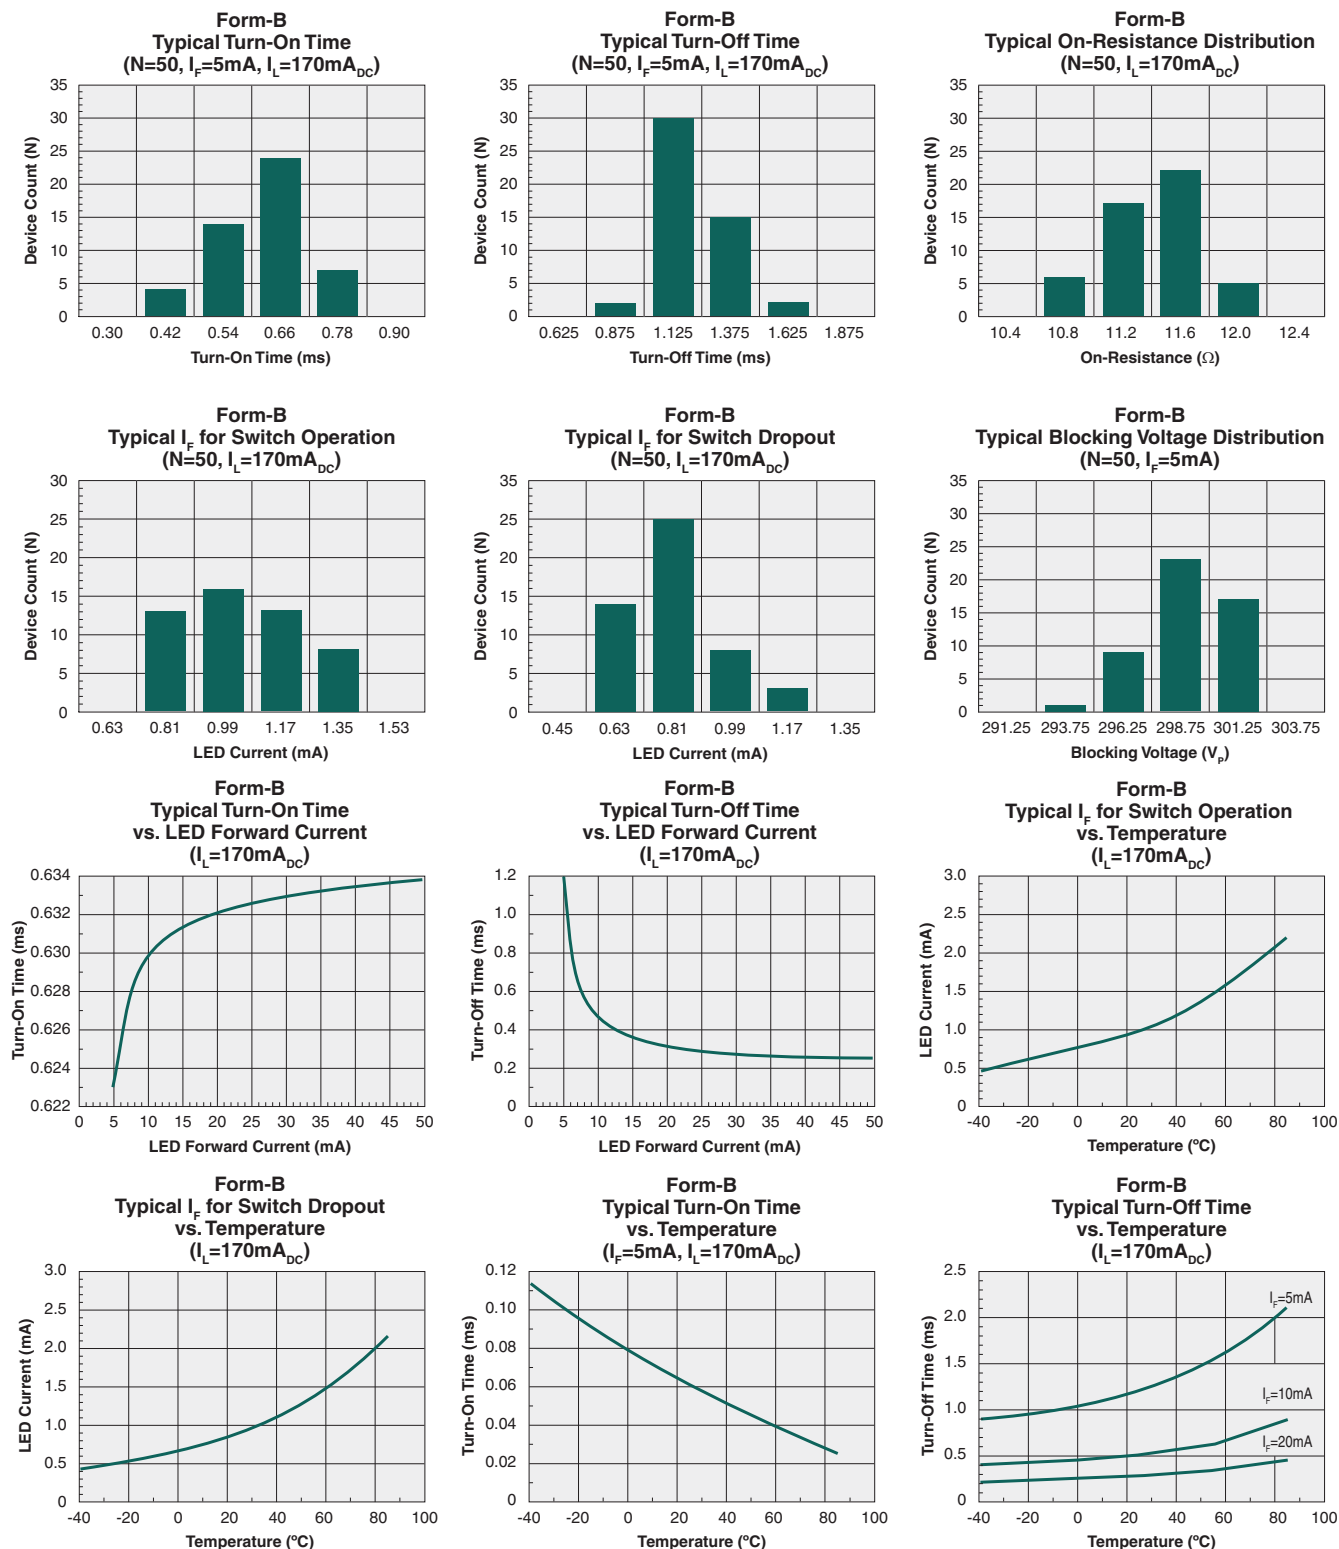 Form-B
Typical Turn-On Time
(N=50, IF=5mA, IL=170mADC)
35
30
25
20
15
10
5
0
Device Count (N)
0.30 0.42 0.54 0.66 0.78 0.90
Turn-On Time (ms)
Form-B
Typical Turn-Off Time
(N=50, IF=5mA, IL=170mADC)
35
30
25
20
15
10
5
0
Device Count (N)
0.625 0.875 1.125 1.375 1.625 1.875
Turn-Off Time (ms)
Form-B
Typical On-Resistance Distribution
(N=50, IL=170mADC)
35
30
25
20
15
10
5
0
Device Count (N)
10.4 10.8 11.2 11.6 12.0 12.4
On-Resistance (Ω)
Form-B
Typical IF for Switch Operation
(N=50, IL=170mADC)
30
25
20
15
10
5
0
Device Count (N)
0.63 0.81 0.99 1.17 1.35 1.53
LED Current (mA)
Form-B
Typical IF for Switch Dropout
(N=50, IL=170mADC)
30
25
20
15
10
5
0
Device Count (N)
0.45 0.63 0.81 0.99 1.17 1.35
LED Current (mA)
Form-B
Typical Blocking Voltage Distribution
(N=50, IF=5mA)
35
30
25
20
15
10
5
0
Device Count (N)
291.25 293.75 296.25 298.75 301.25 303.75
Blocking Voltage (VP)
Form-B
Typical Turn-On Time
vs. LED Forward Current
(IL=170mADC)
0.634
0.632
0.630
0.628
0.626
0.624
0.622
Turn-On Time (ms)
0 5 10 15 20 25 30 35 40 45 50
LED Forward Current (mA)
Form-B
Typical Turn-Off Time
vs. LED Forward Current
(IL=170mADC)
1.2
1.0
0.8
0.6
0.4
0.2
0
Turn-Off Time (ms)
0 5 10 15 20 25 30 35 40 45 50
LED Forward Current (mA)
Form-B
Typical IF for Switch Operation
vs. Temperature
(IL=170mADC)
3.0
2.5
2.0
1.5
1.0
0.5
0
LED Current (mA)
-40 -20 0 20 40 60 80 100
Temperature (ºC)
Form-B
Typical IF for Switch Dropout
vs. Temperature
(IL=170mADC)
3.0
2.5
2.0
1.5
1.0
0.5
0
LED Current (mA)
-40 -20 0 20 40 60 80 100
Temperature (ºC)
Form-B
Typical Turn-On Time
vs. Temperature
(IF=5mA, IL=170mADC)
0.12
0.10
0.08
0.06
0.04
0.02
0
Turn-On Time (ms)
-40 -20 0 20 40 60 80 100
Temperature (ºC)
Form-B
Typical Turn-Off Time
vs. Temperature
(IL=170mADC)
2.5
2.0
1.5
1.0
0.5
0
Turn-Off Time (ms)
IF=5mA
IF=10mA
IF=20mA
-40 -20 0 20 40 60 80 100
Temperature (ºC)